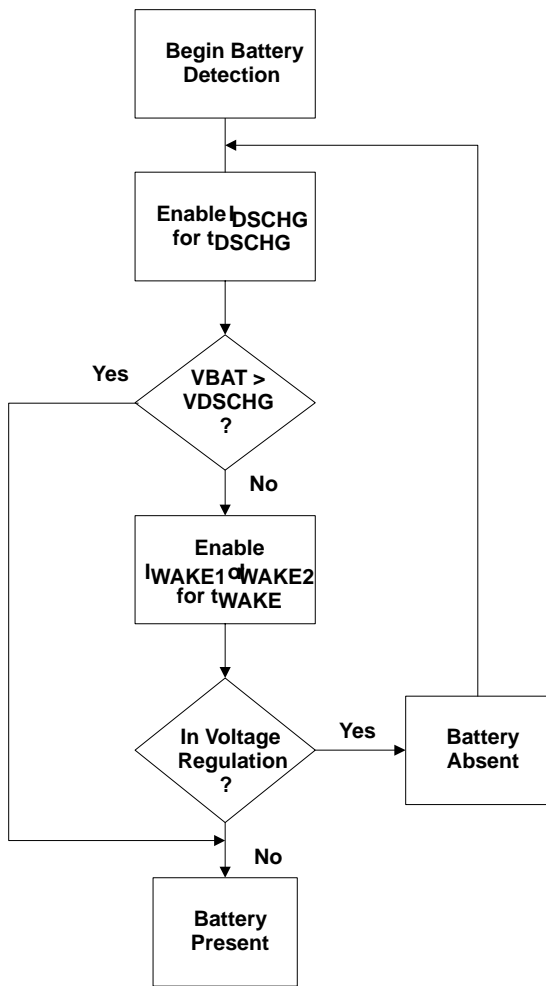 Begin Battery
Detection
Enable IDSCHG
for tDSCHG
Yes
VBAT >
VDSCHG
?
No
Enable
IWAKE1 or IWAKE2
for tWAKE
In Voltage
Regulation
?
Yes
Battery
Absent
No
Battery
Present